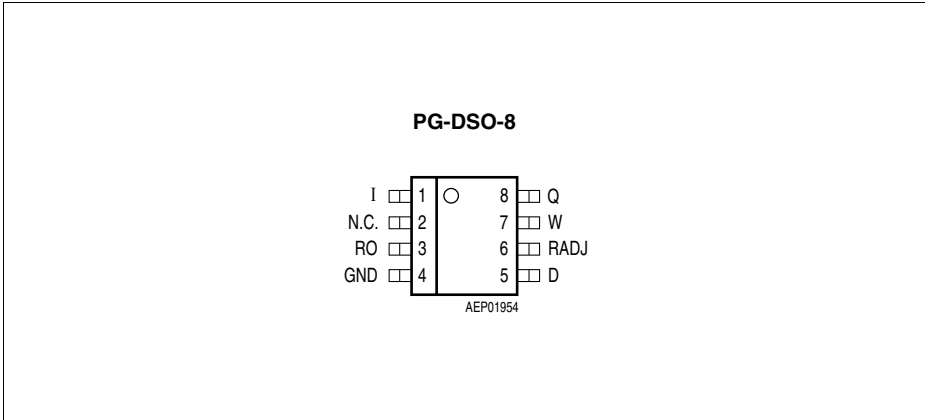 PG-DSO-8
I 1 8 Q
N.C. 2 7 W
RO 3 6 RADJ
GND 4 5 D
AEP01954